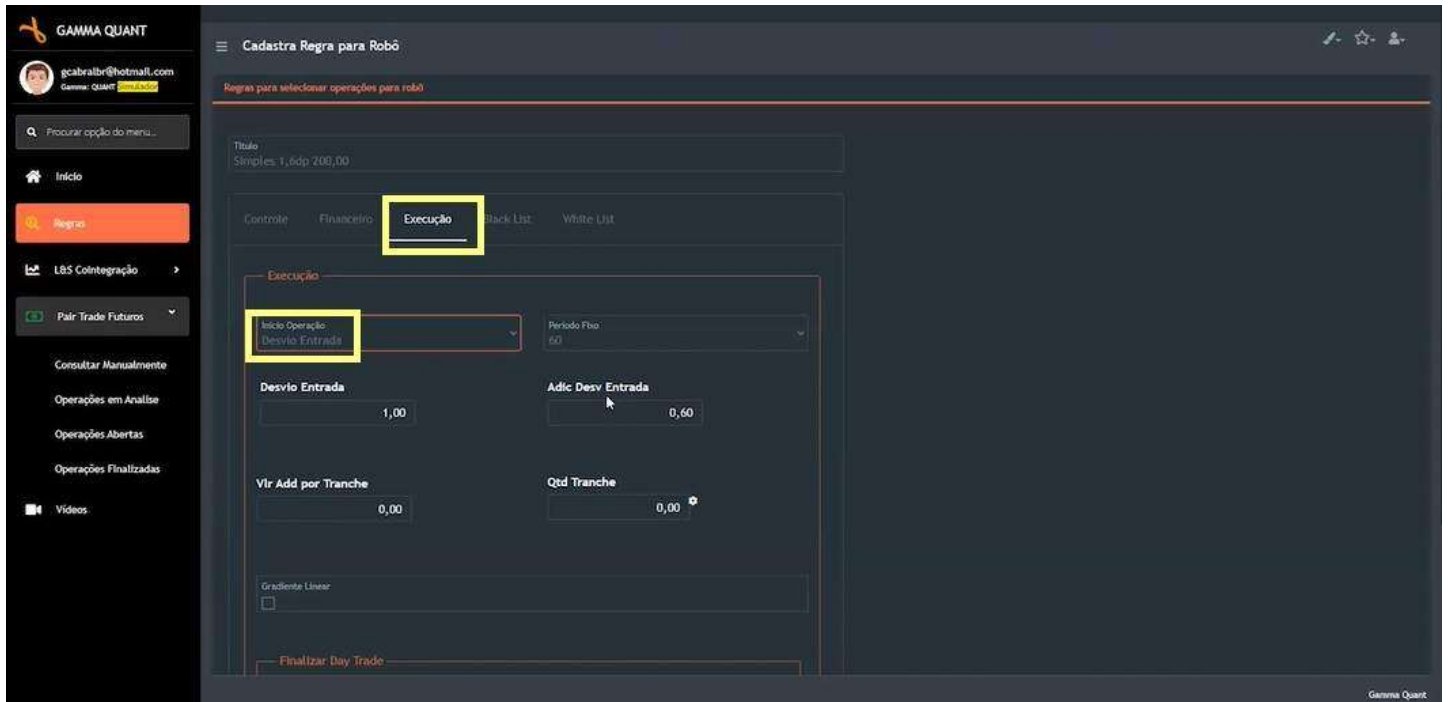 GAMMA QUANT
gcabralbr@hotmail.com
Gamma: QUANT Simulador
Procurar opção do menu...
Início
Regras
L&S Cointegração
Pair Trade Futuros
Consultar Manualmente
Operações em Analise
Operações Abertas
Operações Finalizadas
Vídeos
Cadastra Regra para Robô
Regras para selecionar operações para robô
Título
Simples 1,6dp 200,00
Controle Financeiro Execução Black List White List
Execução
Início Operação
Desvio Entrada
Período Fixo
60
Desvio Entrada
1,00
Adic Desv Entrada
0,60
Vlr Add por Tranche
0,00
Qtd Tranche
0,00
Gradiente Linear
Finalizar Day Trade
Gamma Quant